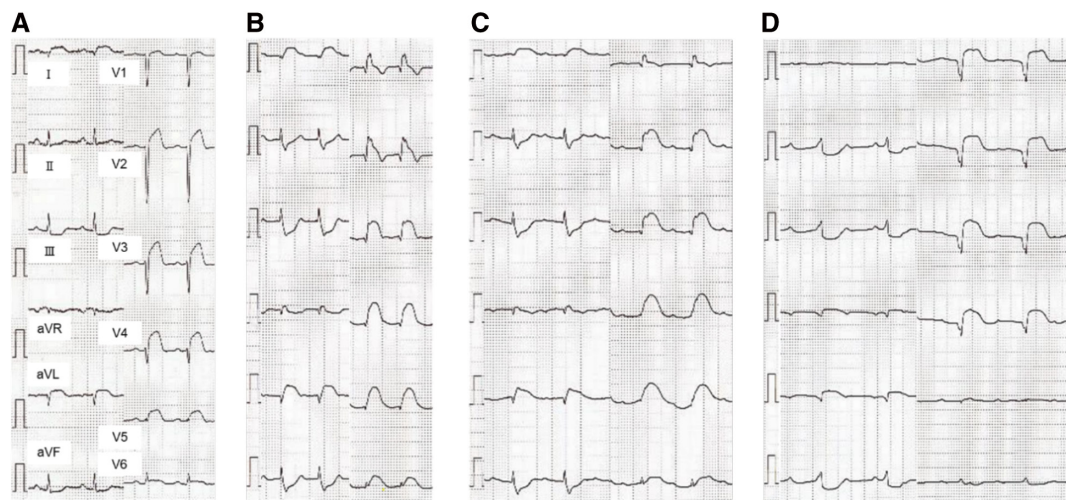 A B C D
I V1
II V2
III V3
aVR V4
aVL V5
aVF V6